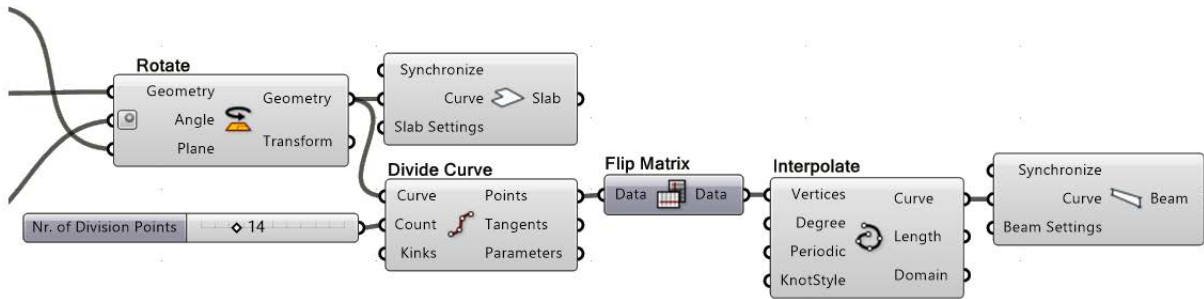 Rotate
Geometry
Angle
Plane
Geometry
Transform
Synchronize
Curve
Slab Settings
Slab
Divide Curve
Curve
Count
Kinks
Points
Tangents
Parameters
Nr. of Division Points
14
Flip Matrix
Data
Data
Interpolate
Vertices
Degree
Periodic
KnotStyle
Curve
Length
Domain
Synchronize
Curve
Beam Settings
Beam